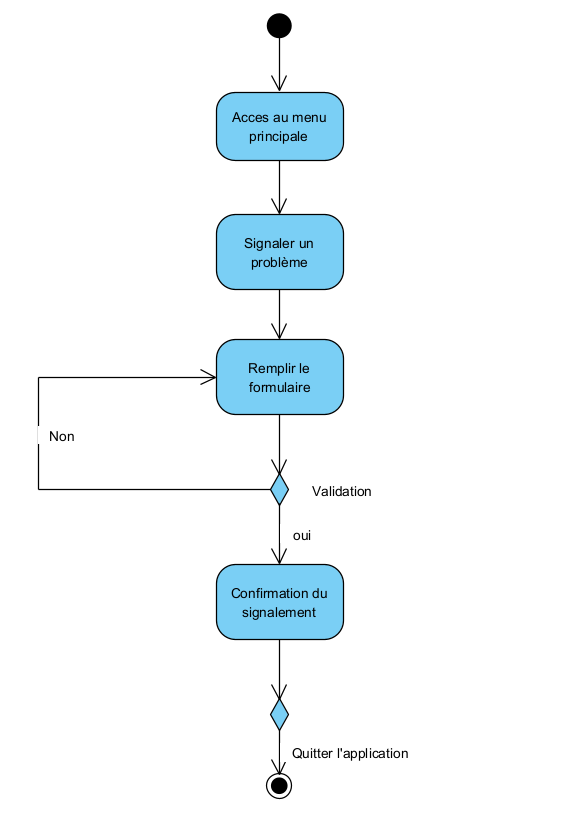 Acces au menu
principale
Signaler un
problème
Remplir le
formulaire
Non
Validation
oui
Confirmation du
signalement
Quitter l'application